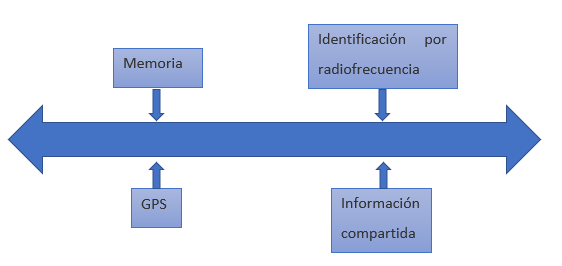 Memoria
Identificación por
radiofrecuencia
GPS
Información
compartida